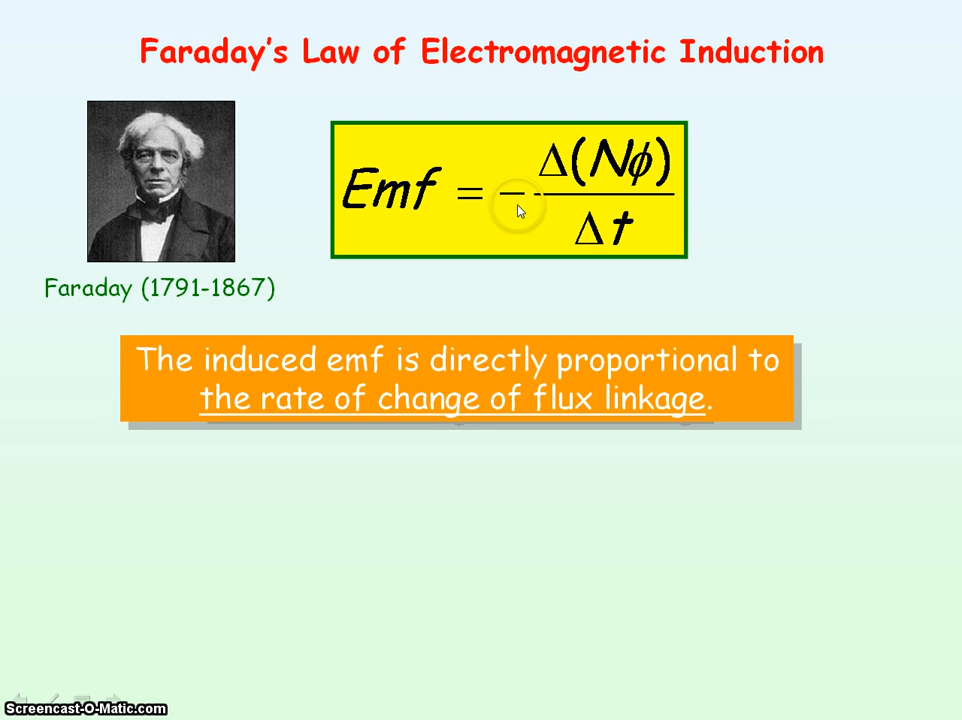 Faraday's Law of Electromagnetic Induction
Emf = - Δ(Nϕ)
Δt
Faraday (1791-1867)
The induced emf is directly proportional to
the rate of change of flux linkage.
Screencast-O-Matic.com